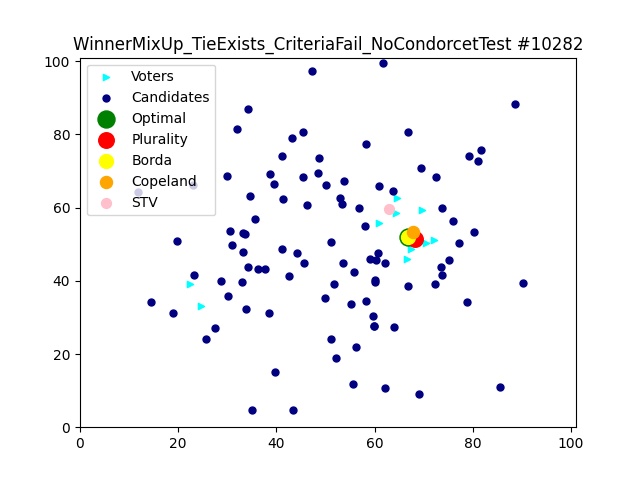 WinnerMixUp_TieExists_CriteriaFail_NoCondorcetTest #10282
100
80
60
40
20
0
0 20 40 60 80 100
Voters
Candidates
Optimal
Plurality
Borda
Copeland
STV